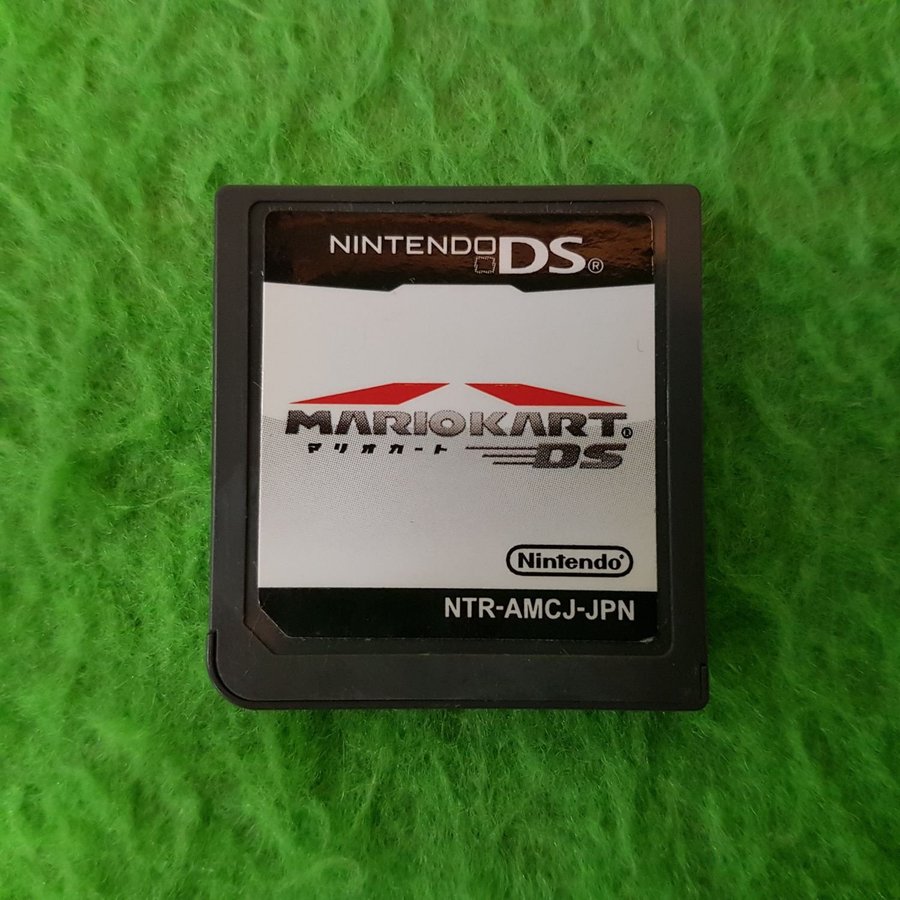 NINTENDO DS®
MARIOKART®
マリオカート DS
Nintendo®
NTR-AMCJ-JPN